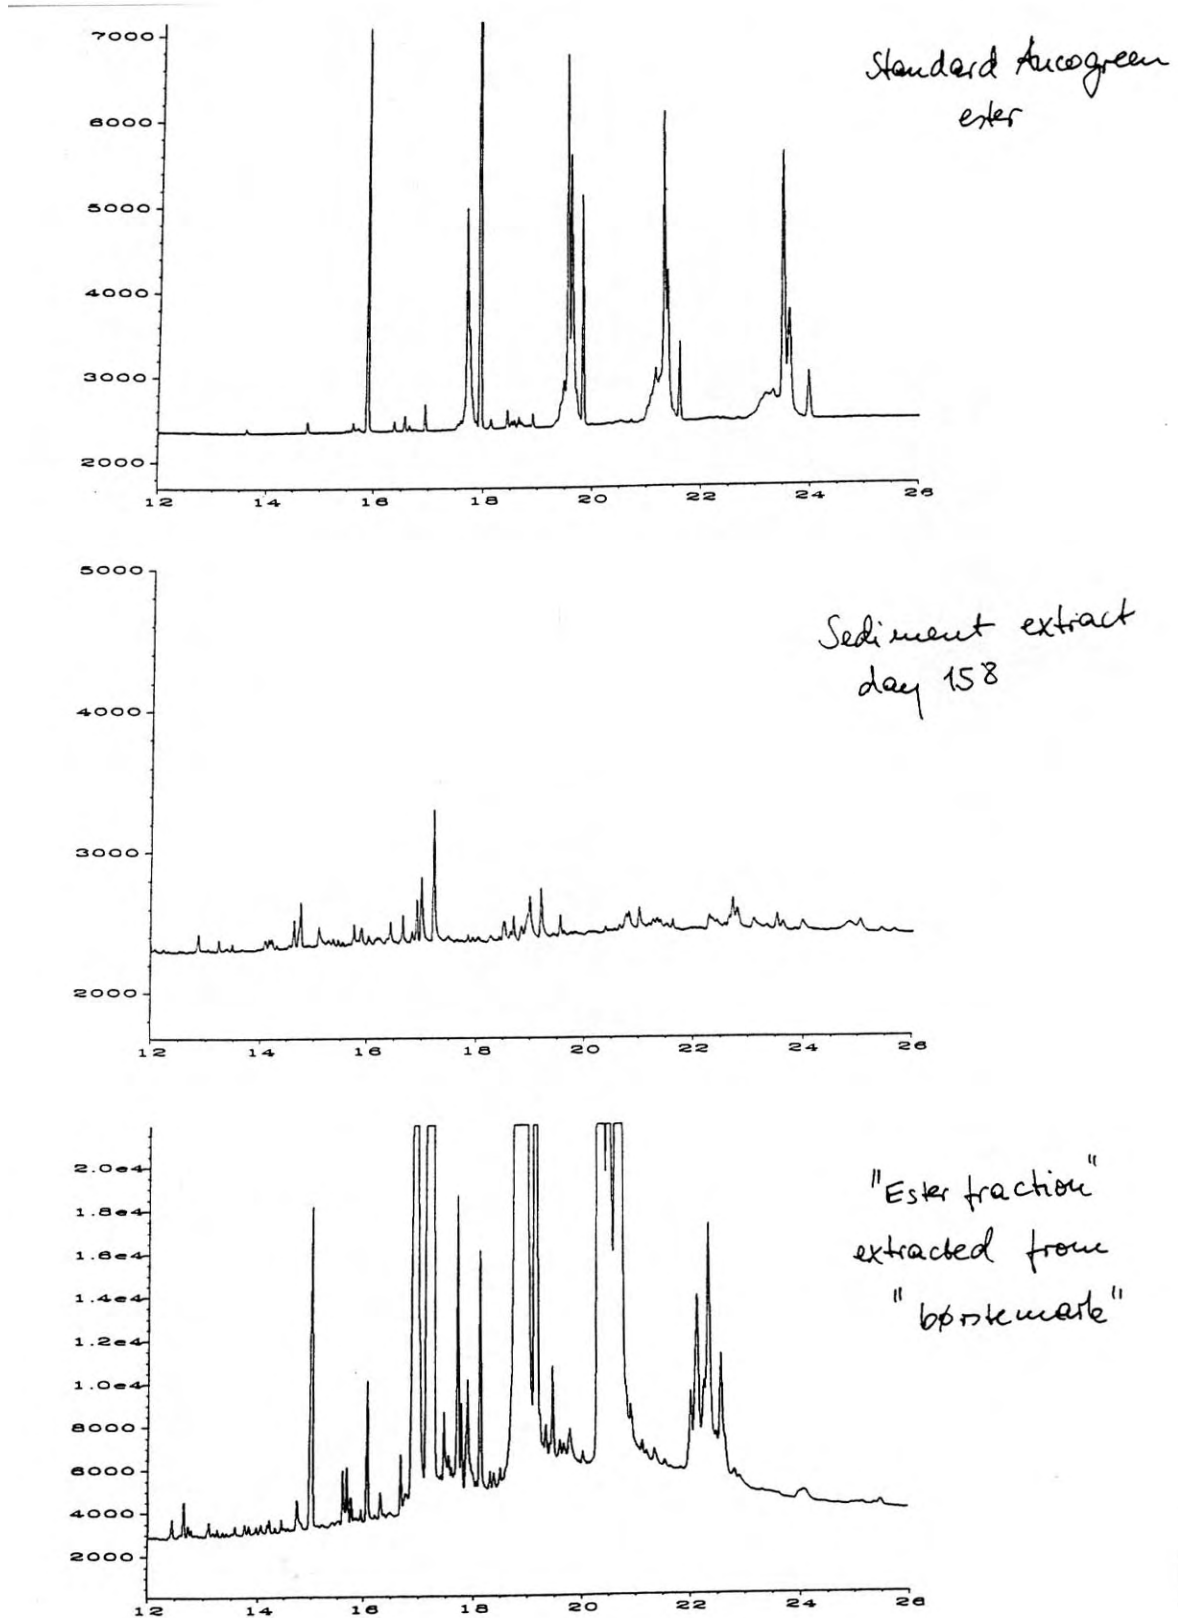 7000
6000
5000
4000
3000
2000
12 14 16 18 20 22 24 26
Standard Ancogreen
ester
5000
4000
3000
2000
12 14 16 18 20 22 24 26
Sediment extract
day 158
2.0e4
1.8e4
1.6e4
1.4e4
1.2e4
1.0e4
8000
6000
4000
2000
12 14 16 18 20 22 24 26
"Ester fraction"
extracted from
"børstemark"